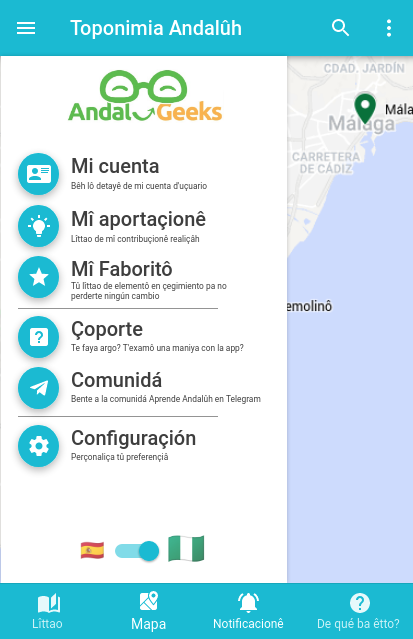 Toponimia Andalûh
CDAD. JARDÍN
Mála
Málaga
CARRETERA
DE CÁDIZ
emolinô
AndaluGeeks
Mi cuenta
Bêh lô detayê de mi cuenta d'uçuario
Mî aportaçionê
Lîttao de mî contribuçionê realiçâh
Mî Faboritô
Tû lîttao de elementô en çegimiento pa no
perderte ningún cambio
Çoporte
Te faya argo? T'examô una maniya con la app?
Comunidá
Bente a la comunidá Aprende Andalûh en Telegram
Configuraçión
Perçonaliça tû preferençiâ
Lîttao
Mapa
Notificacionê
De qué ba êtto?